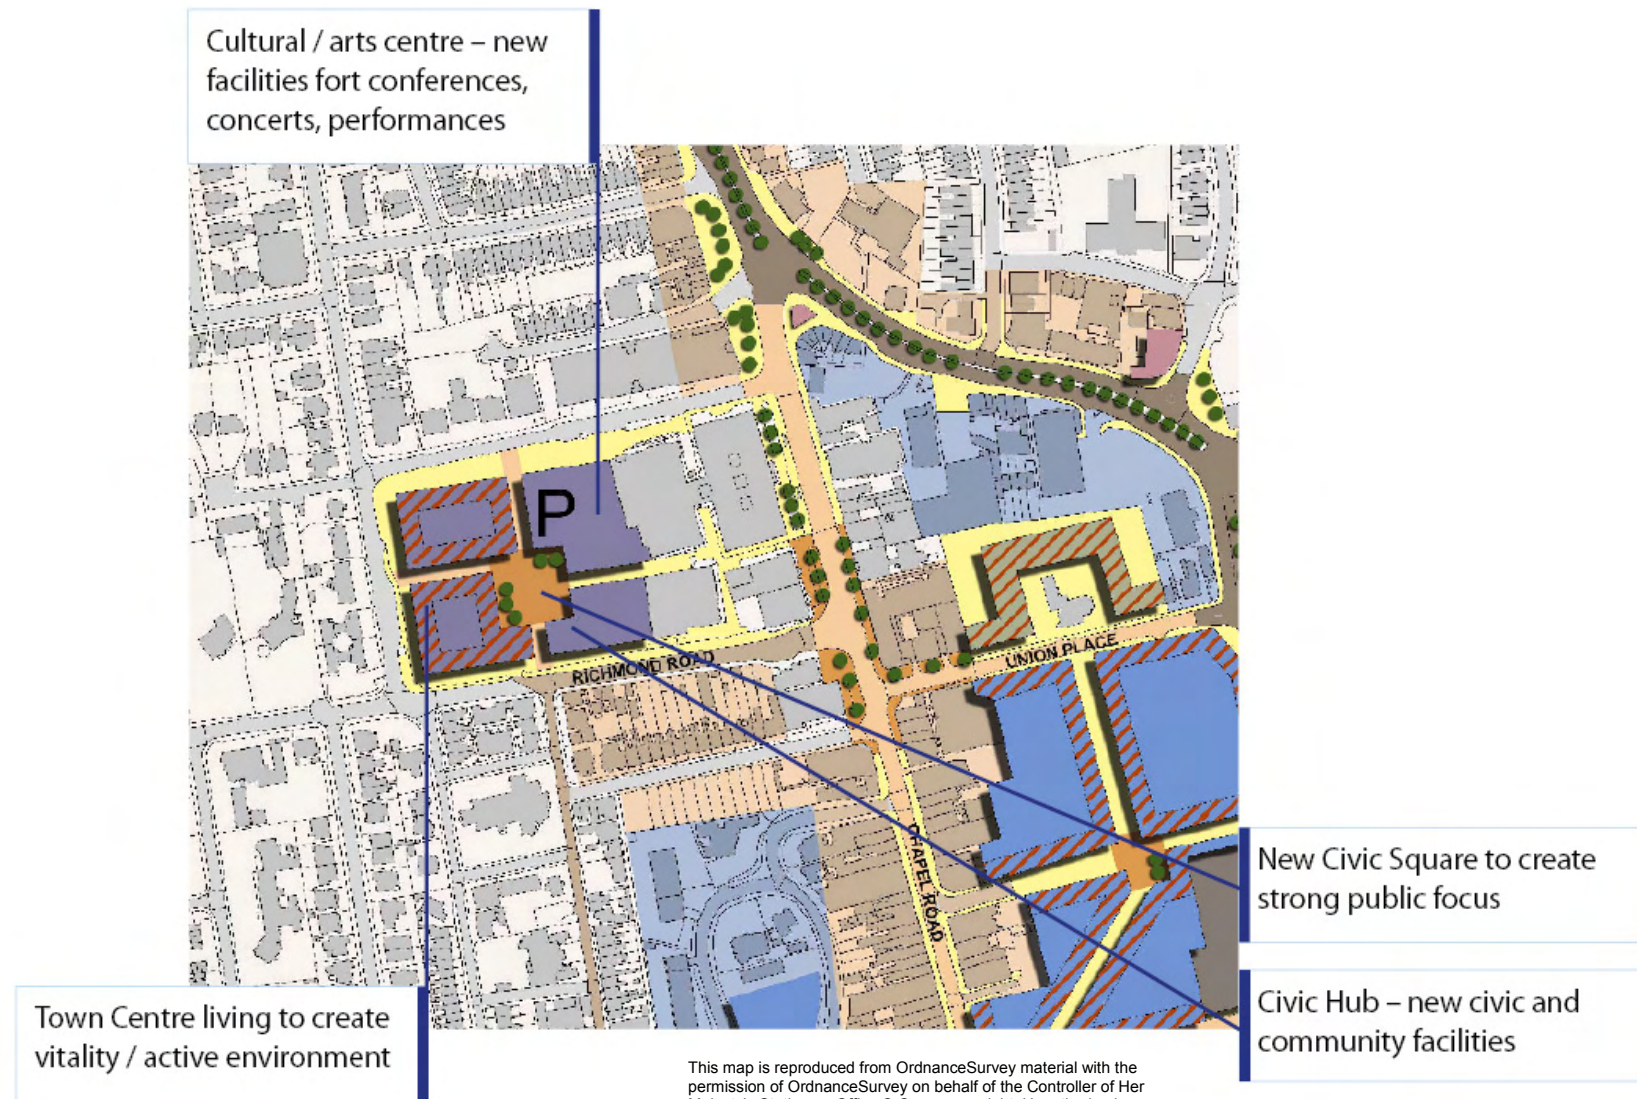 Cultural / arts centre – new
facilities fort conferences,
concerts, performances
P
RICHMOND ROAD
UNION PLACE
CHAPEL ROAD
New Civic Square to create
strong public focus
Civic Hub – new civic and
community facilities
Town Centre living to create
vitality / active environment
This map is reproduced from OrdnanceSurvey material with the
permission of OrdnanceSurvey on behalf of the Controller of Her